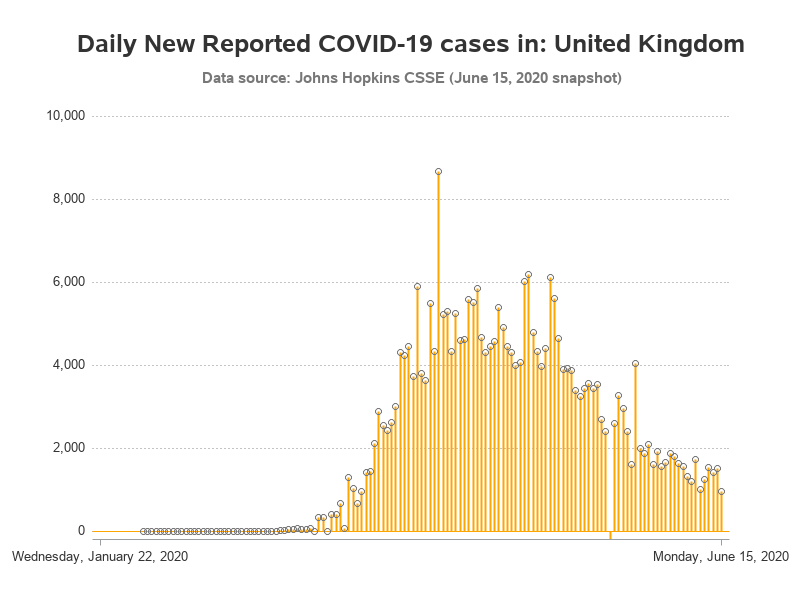 Daily New Reported COVID-19 cases in: United Kingdom
Data source: Johns Hopkins CSSE (June 15, 2020 snapshot)
10,000
8,000
6,000
4,000
2,000
0
Wednesday, January 22, 2020 Monday, June 15, 2020